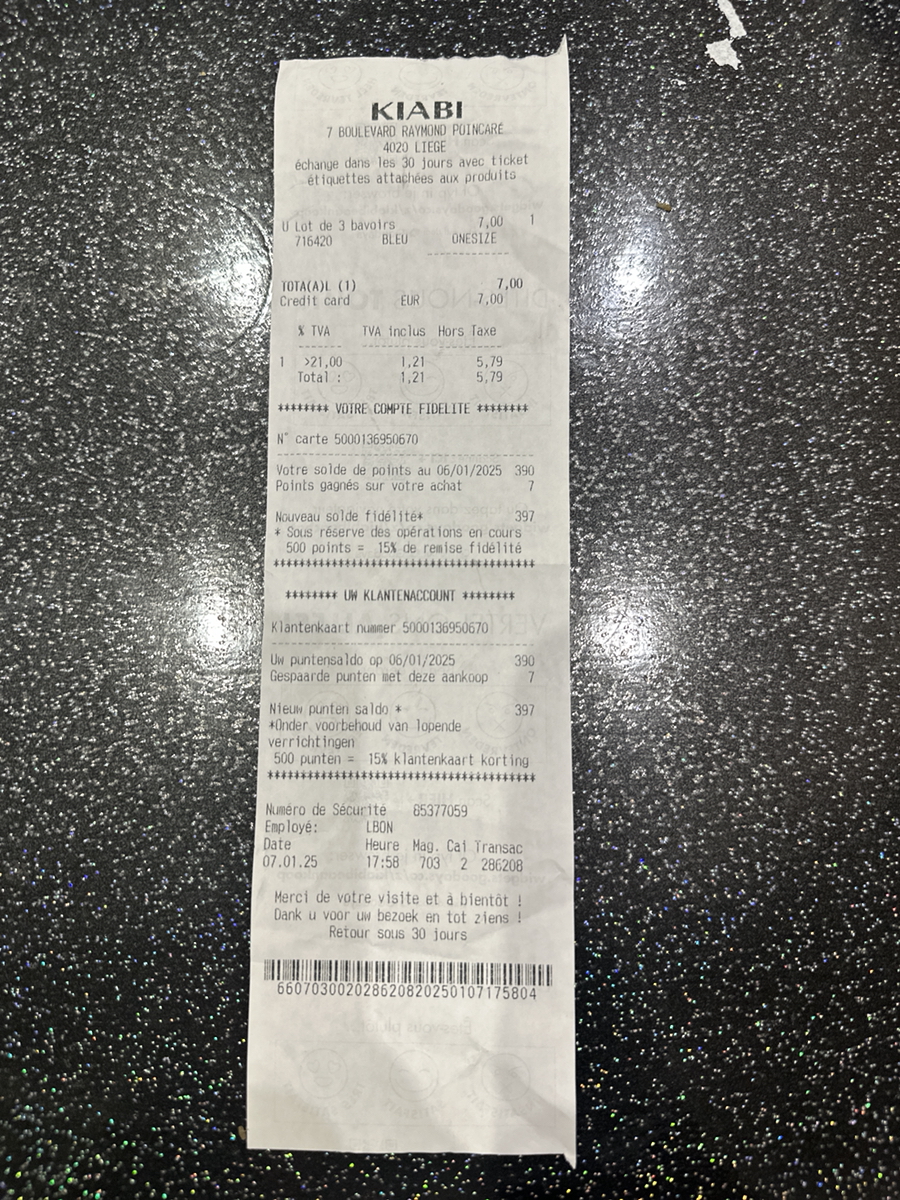 KIABI
7 BOULEVARD RAYMOND POINCARÉ
4020 LIEGE
échange dans les 30 jours avec ticket
étiquettes attachées aux produits
U Lot de 3 bavoirs 7,00 1
716420 BLEU ONESIZE
TOTA(A)L (1) 7,00
Credit card EUR 7,00
% TVA TVA inclus Hors Taxe
1 >21,00 1,21 5,79
Total : 1,21 5,79
******** VOTRE COMPTE FIDELITE ********
N° carte 5000136950670
Votre solde de points au 06/01/2025 390
Points gagnés sur votre achat 7
Nouveau solde fidélité* 397
* Sous réserve des opérations en cours
500 points = 15% de remise fidélité
******** UW KLANTENACCOUNT ********
Klantenkaart nummer 5000136950670
Uw puntensaldo op 06/01/2025 390
Gespaarde punten met deze aankoop 7
Nieuw punten saldo * 397
*Onder voorbehoud van lopende
verrichtingen
500 punten = 15% klantenkaart korting
Numéro de Sécurité 85377059
Employé: LBON
Date Heure Mag. Cai Transac
07.01.25 17:58 703 2 286208
Merci de votre visite et à bientôt !
Dank u voor uw bezoek en tot ziens !
Retour sous 30 jours
660703002028620820250107175804